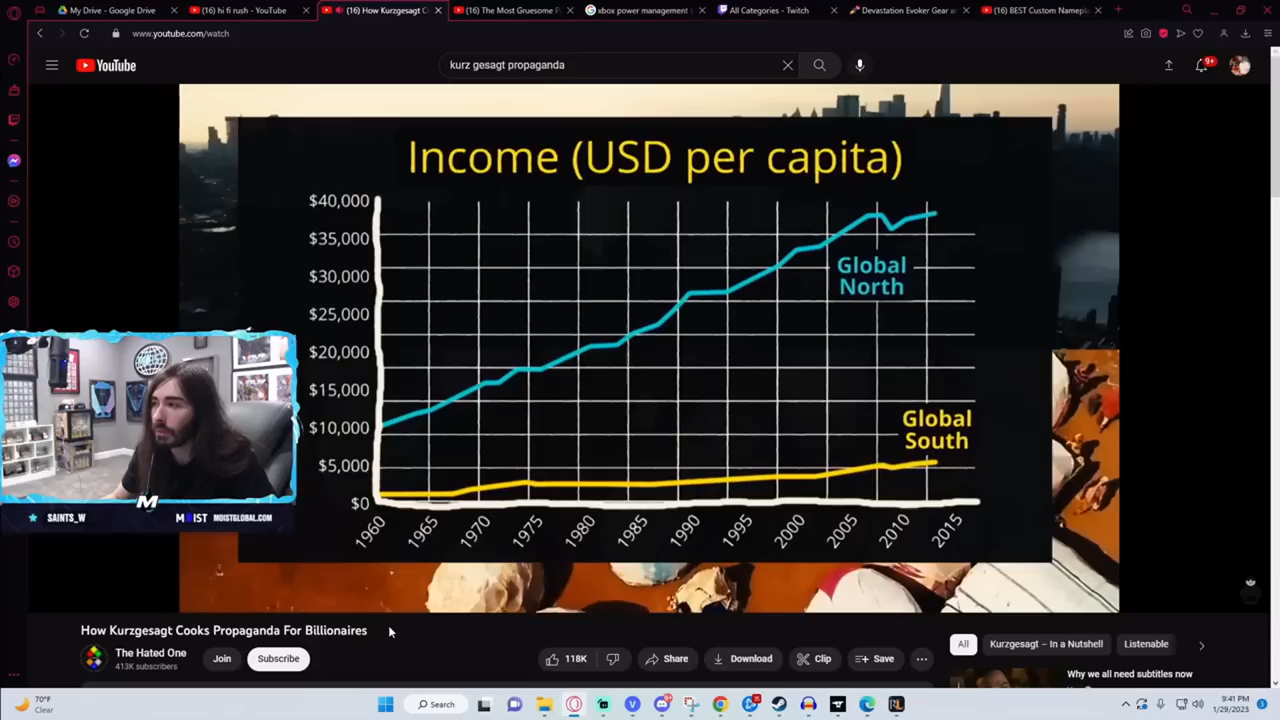 My Drive - Google Drive
(16) hi fi rush - YouTube
(16) How Kurzgesagt C
(16) The Most Gruesome P
xbox power management
All Categories - Twitch
Devastation Evoker Gear a
(16) BEST Custom Namepl
www.youtube.com/watch
YouTube
kurz gesagt propaganda
9+
Income (USD per capita)
$40,000
$35,000
$30,000
$25,000
$20,000
$15,000
$10,000
$5,000
$0
Global
North
Global
South
1960
1965
1970
1975
1980
1985
1990
1995
2000
2005
2010
2015
M
SAINTS_W
MOIST
MOISTGLOBAL.COM
How Kurzgesagt Cooks Propaganda For Billionaires
The Hated One
413K subscribers
Join
Subscribe
118K
Share
Download
Clip
Save
All
Kurzgesagt – In a Nutshell
Listenable
Why we all need subtitles now
70°F
Clear
Search
9:41 PM
1/29/2023